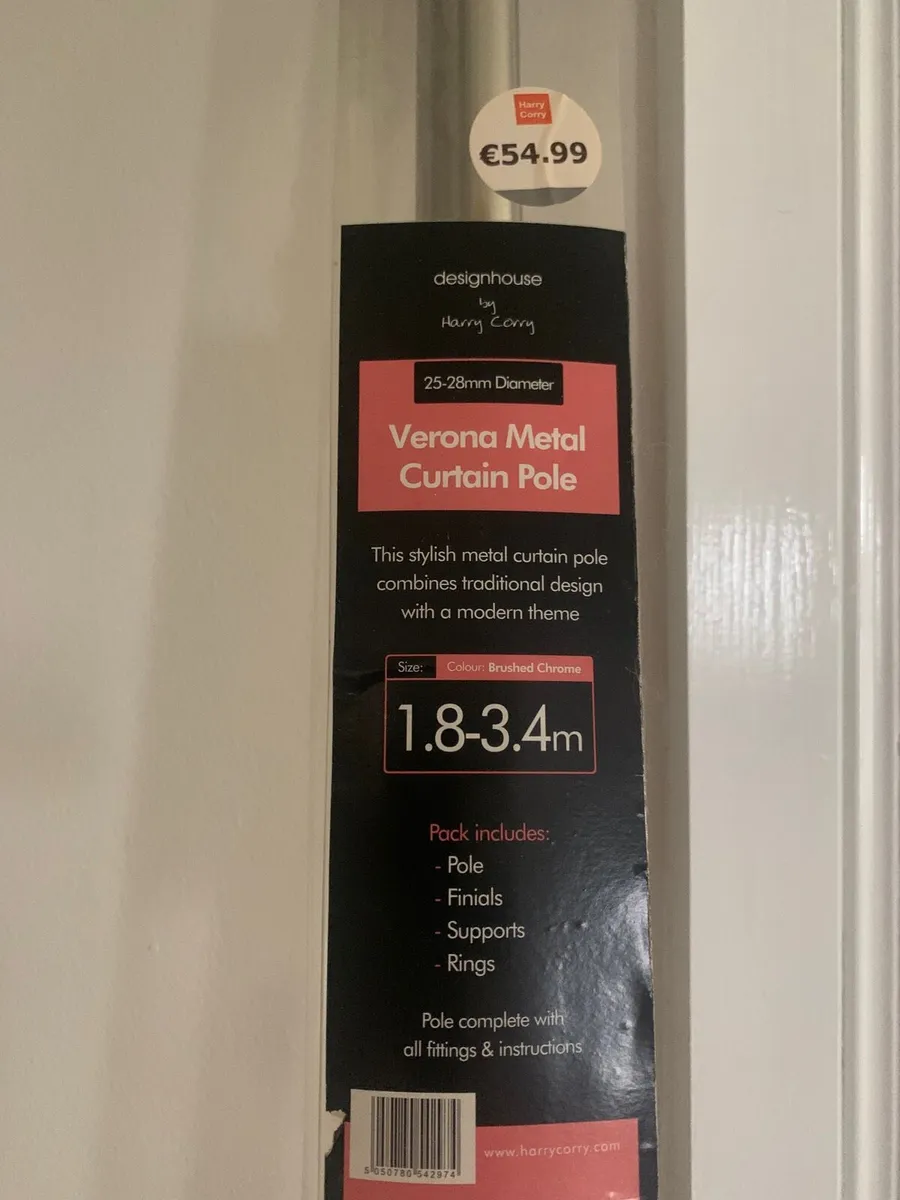 Harry
Corry
€54.99
designhouse
by
Harry Corry
25-28mm Diameter
Verona Metal
Curtain Pole
This stylish metal curtain pole
combines traditional design
with a modern theme
Size: Colour: Brushed Chrome
1.8-3.4m
Pack includes:
- Pole
- Finials
- Supports
- Rings
Pole complete with
all fittings & instructions
www.harrycorry.com
5 050780 542974